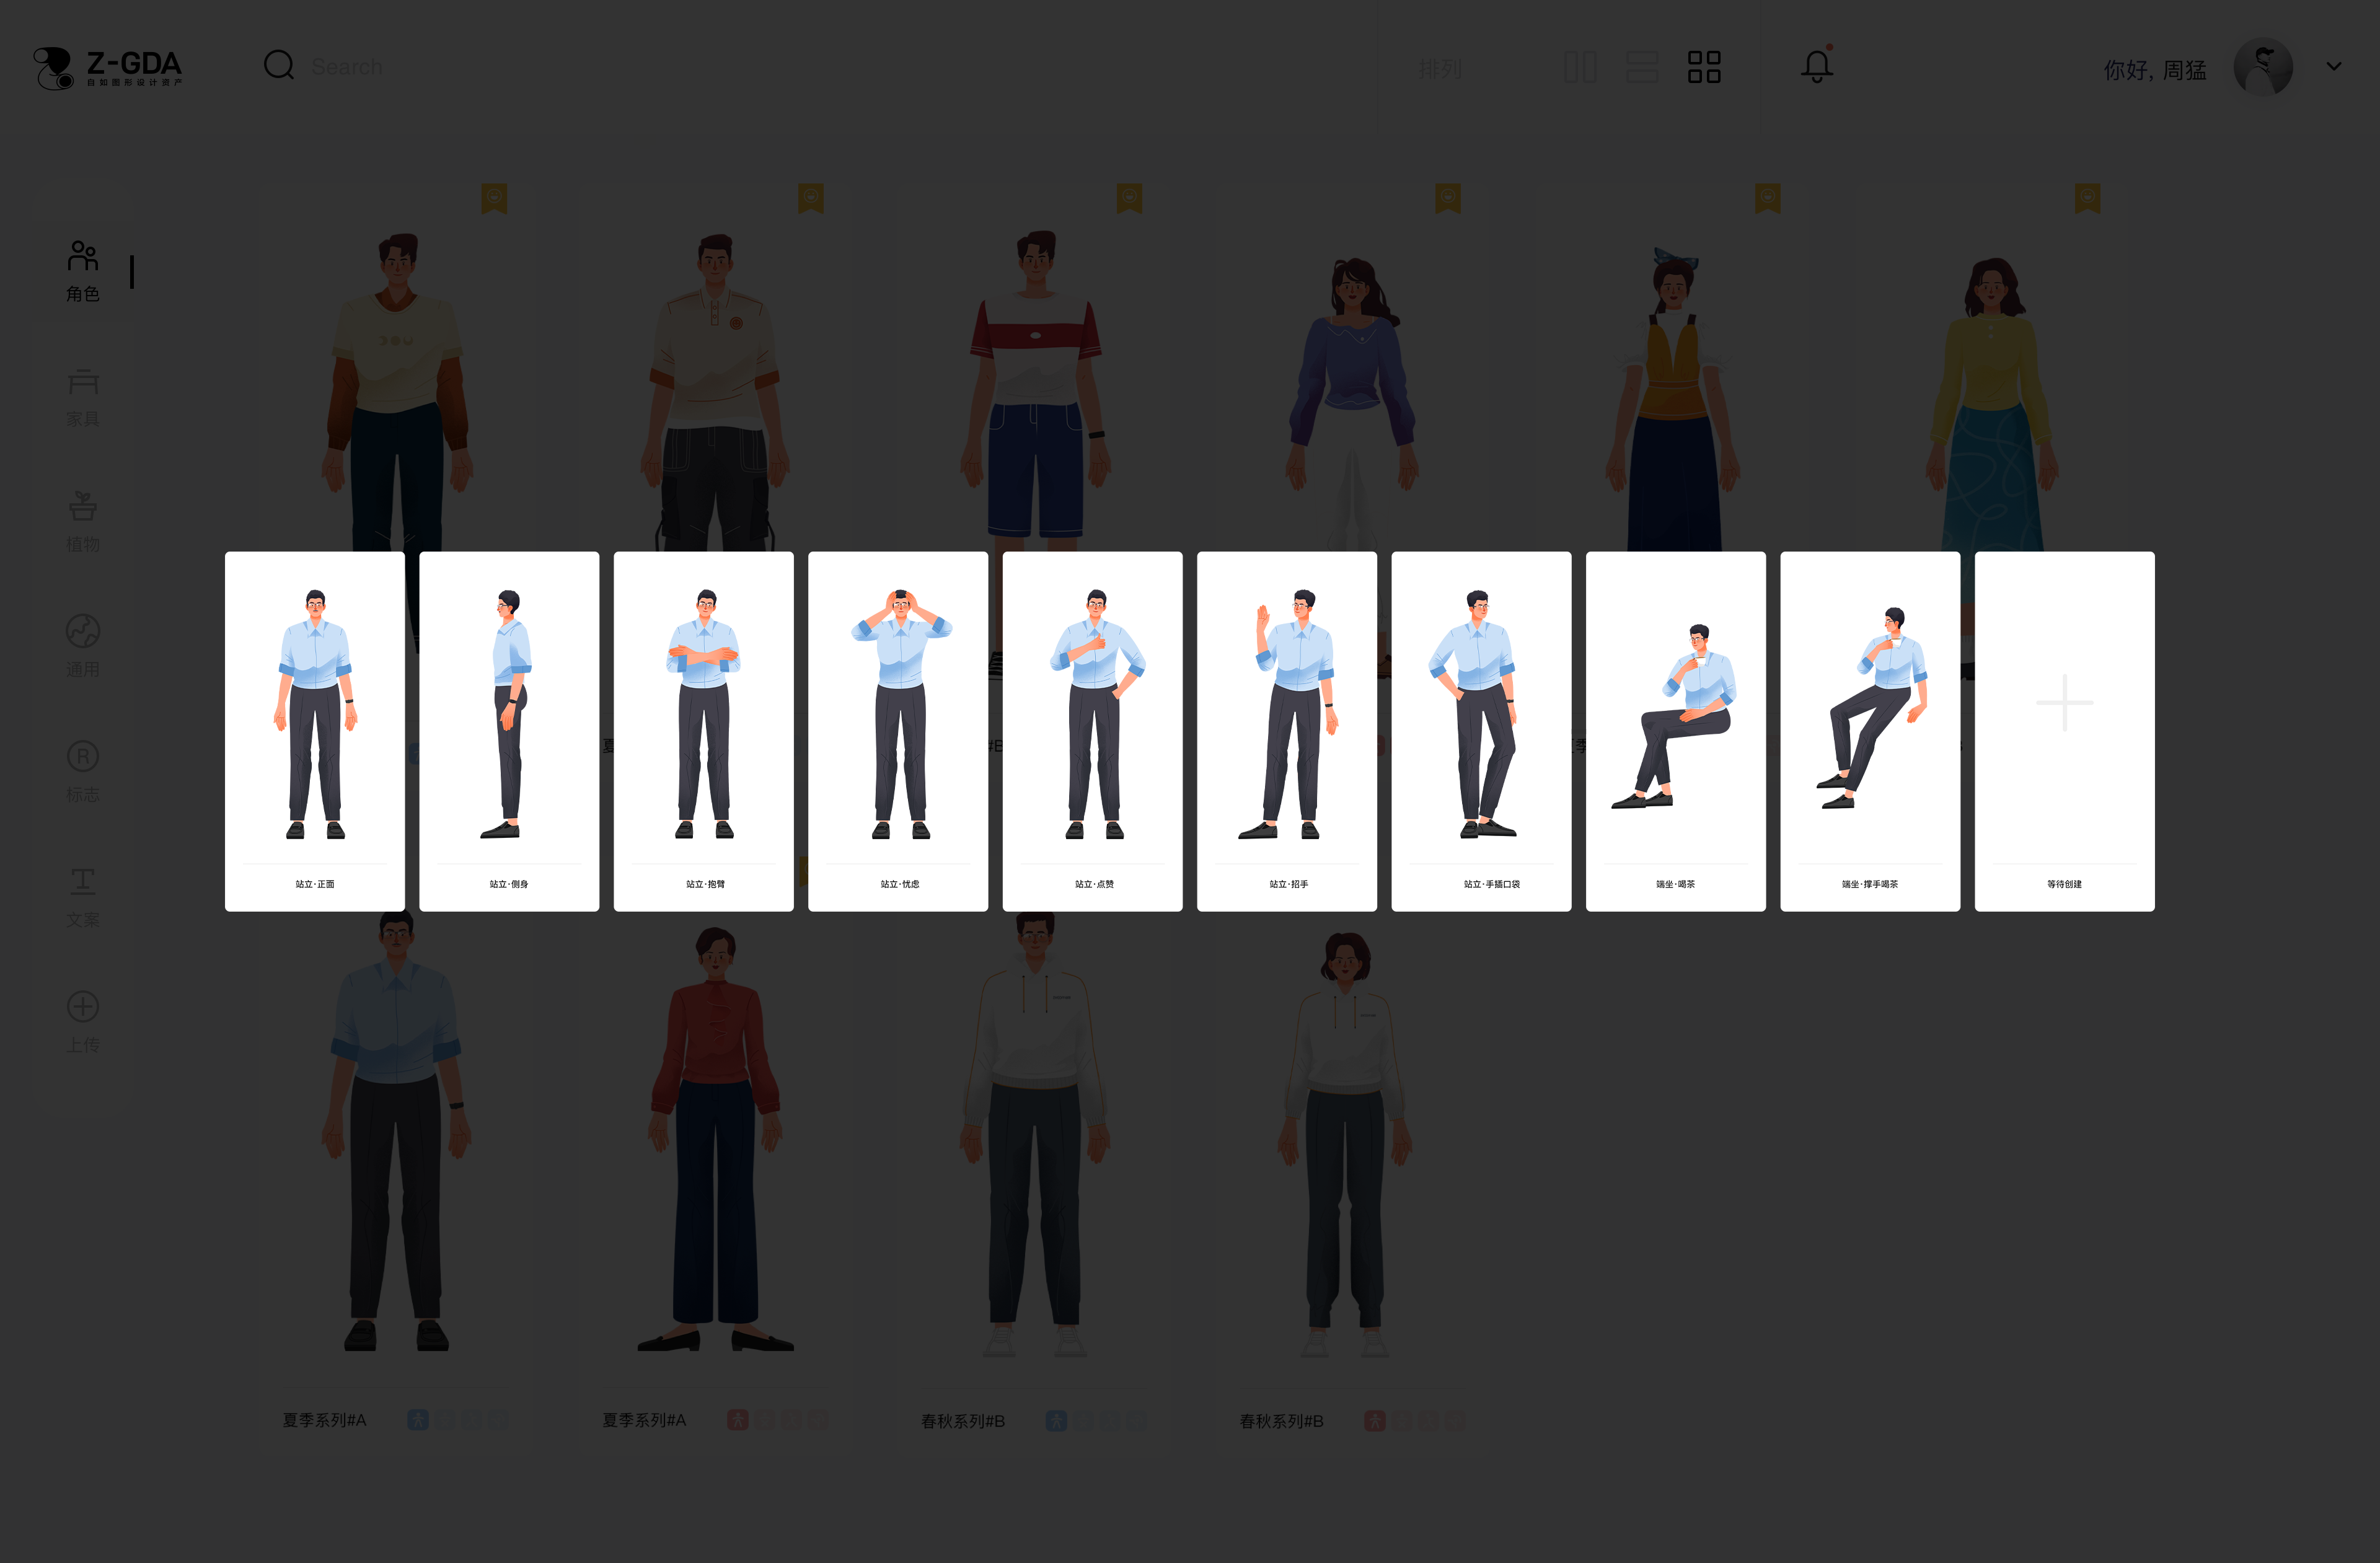 Z-GDA
自如图形设计资产
Search
排列
你好, 周猛
角色
家具
植物
通用
标志
文案
上传
站立·正面
站立·侧身
站立·抱臂
站立·忧虑
站立·点赞
站立·招手
站立·手插口袋
端坐·喝茶
端坐·撑手喝茶
等待创建
夏季系列#A
夏季系列#A
春秋系列#B
春秋系列#B